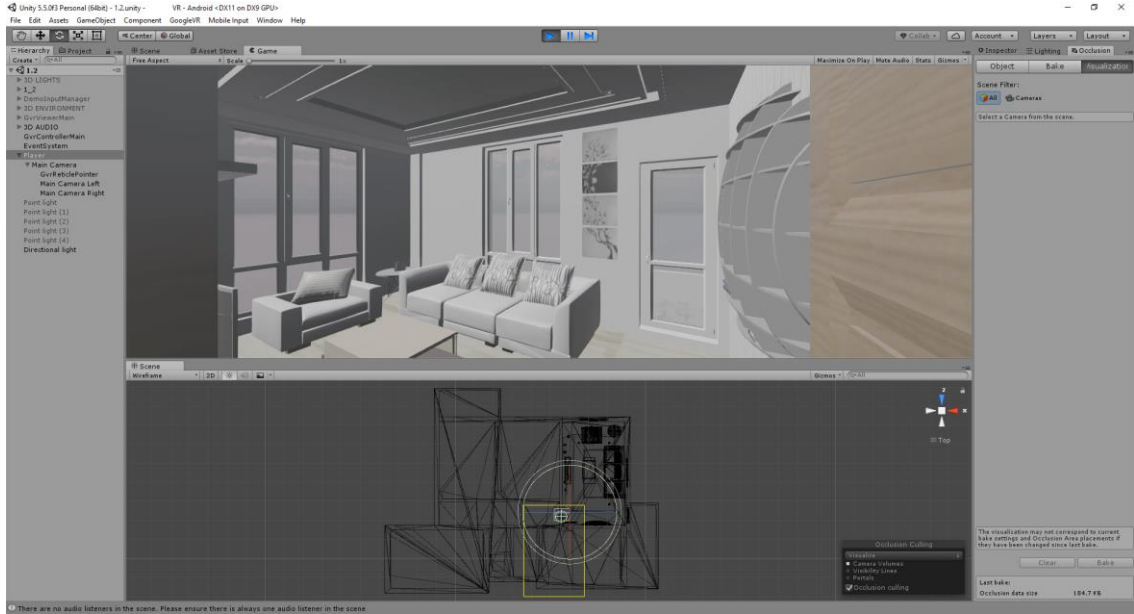 Unity 5.5.0f3 Personal (64bit) - 1.2.unity - VR - Android <DX11 on DX9 GPU>
File Edit Assets GameObject Component GoogleVR Mobile Input Window Help
Center Global Collab Account Layers Layout
Hierarchy Project Scene Asset Store Game Inspector Lighting Occlusion
Create All Free Aspect Scale 1x Maximize On Play Mute Audio Stats Gizmos Object Bake Visualization
1.2
3D LIGHTS
1_2
DemoInputManager
3D ENVIRONMENT
GvrViewerMain
3D AUDIO
GvrControllerMain
EventSystem
Player
Main Camera
GvrReticlePointer
Main Camera Left
Main Camera Right
Point light
Point light (1)
Point light (2)
Point light (3)
Point light (4)
Directional light
Scene Filter:
All Cameras
Select a Camera from the scene.
Scene
Wireframe 2D Gizmos All
z
x
Top
Occlusion Culling
Visualize
Camera Volumes
Visibility Lines
Portals
Occlusion culling
The visualization may not correspond to current
bake settings and Occlusion Area placements if
they have been changed since last bake.
Clear Bake
Last bake:
Occlusion data size 184.7 KB
There are no audio listeners in the scene. Please ensure there is always one audio listener in the scene